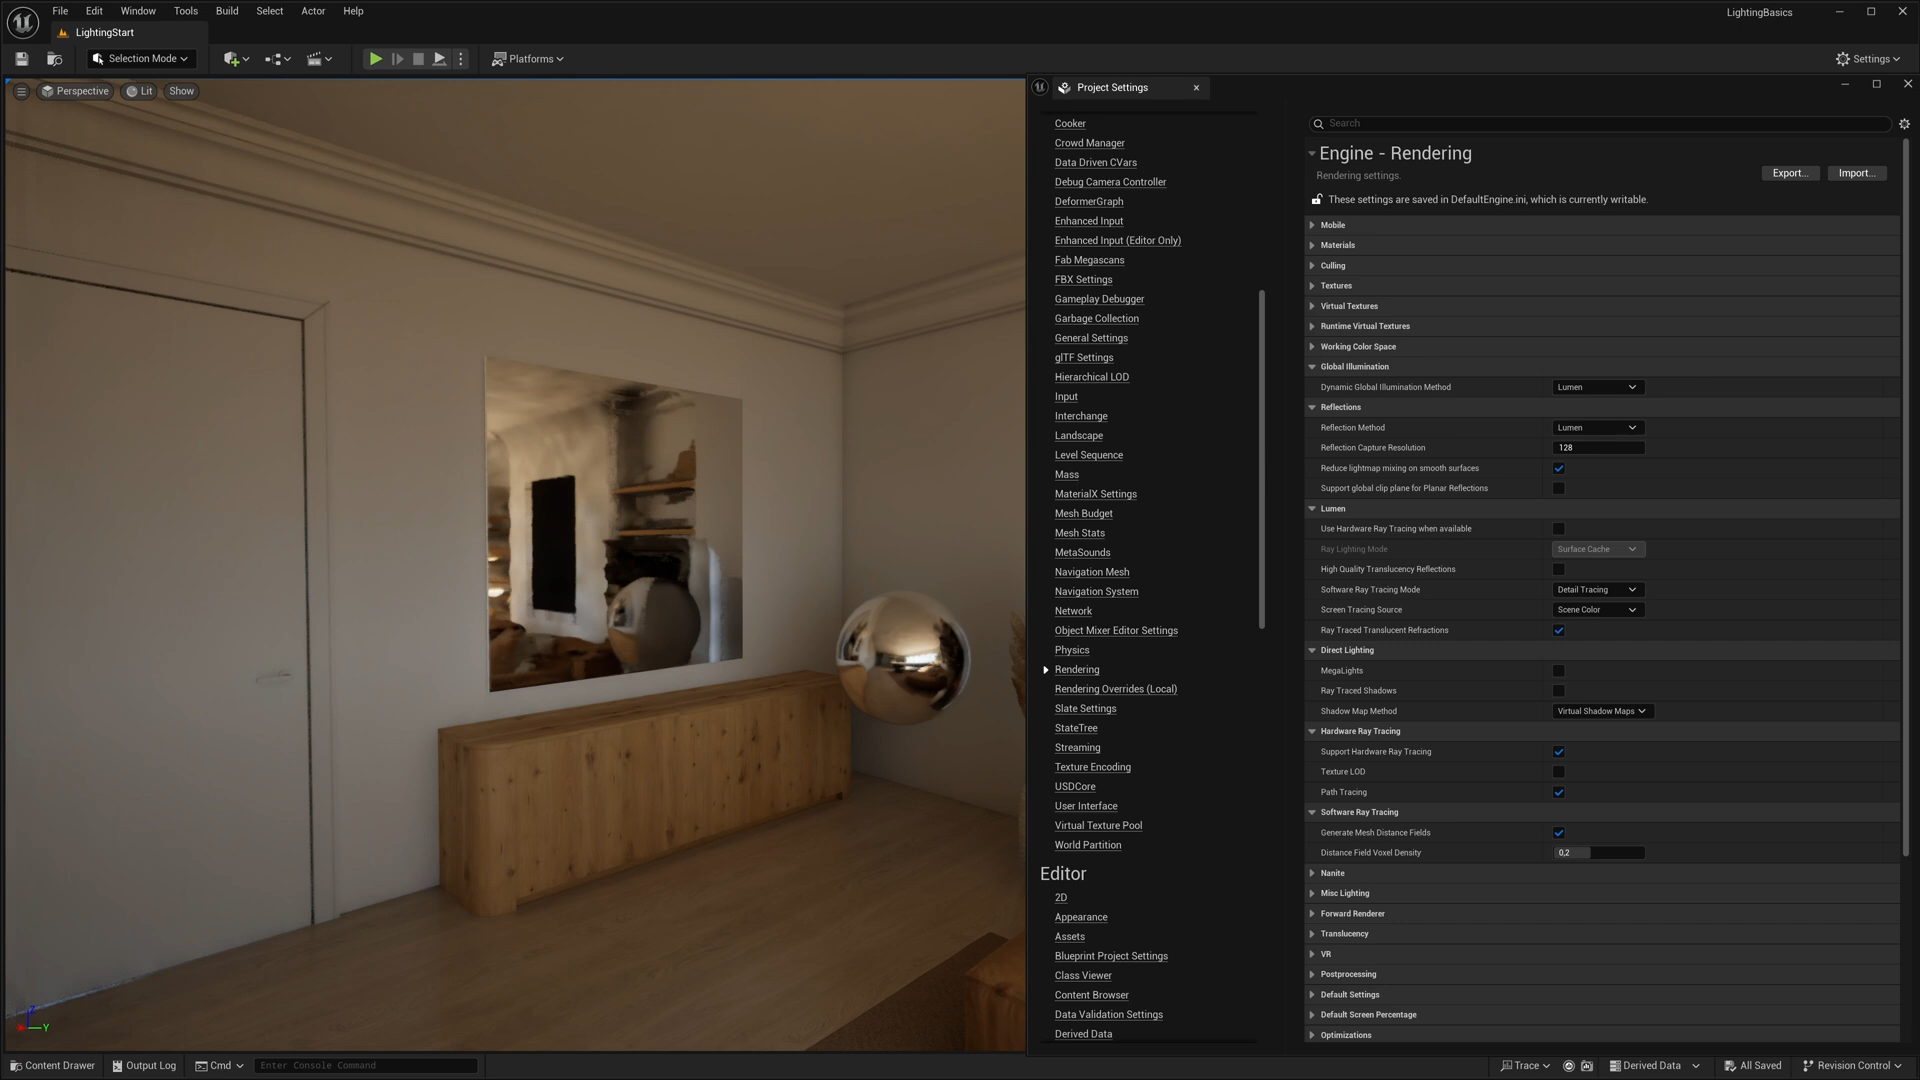 File Edit Window Tools Build Select Actor Help
LightingBasics
LightingStart
Selection Mode
Platforms
Settings
Perspective Lit Show
Project Settings
Cooker
Crowd Manager
Data Driven CVars
Debug Camera Controller
DeformerGraph
Enhanced Input
Enhanced Input (Editor Only)
Fab Megascans
FBX Settings
Gameplay Debugger
Garbage Collection
General Settings
glTF Settings
Hierarchical LOD
Input
Interchange
Landscape
Level Sequence
Mass
MaterialX Settings
Mesh Budget
Mesh Stats
MetaSounds
Navigation Mesh
Navigation System
Network
Object Mixer Editor Settings
Physics
Rendering
Rendering Overrides (Local)
Slate Settings
StateTree
Streaming
Texture Encoding
USDCore
User Interface
Virtual Texture Pool
World Partition
Editor
2D
Appearance
Assets
Blueprint Project Settings
Class Viewer
Content Browser
Data Validation Settings
Derived Data
Search
Engine - Rendering
Rendering settings.
Export... Import...
These settings are saved in DefaultEngine.ini, which is currently writable.
Mobile
Materials
Culling
Textures
Virtual Textures
Runtime Virtual Textures
Working Color Space
Global Illumination
Dynamic Global Illumination Method Lumen
Reflections
Reflection Method Lumen
Reflection Capture Resolution 128
Reduce lightmap mixing on smooth surfaces
Support global clip plane for Planar Reflections
Lumen
Use Hardware Ray Tracing when available
Ray Lighting Mode Surface Cache
High Quality Translucency Reflections
Software Ray Tracing Mode Detail Tracing
Screen Tracing Source Scene Color
Ray Traced Translucent Refractions
Direct Lighting
MegaLights
Ray Traced Shadows
Shadow Map Method Virtual Shadow Maps
Hardware Ray Tracing
Support Hardware Ray Tracing
Texture LOD
Path Tracing
Software Ray Tracing
Generate Mesh Distance Fields
Distance Field Voxel Density 0,2
Nanite
Misc Lighting
Forward Renderer
Translucency
VR
Postprocessing
Default Settings
Default Screen Percentage
Optimizations
Z
Y
Content Drawer Output Log Cmd Enter Console Command
Trace Derived Data All Saved Revision Control